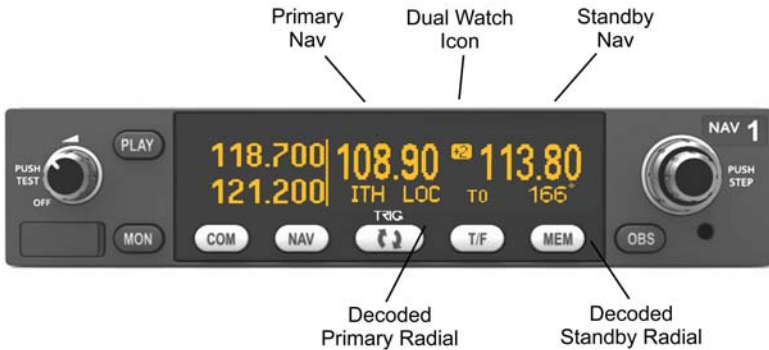 Primary
Nav
Dual Watch
Icon
Standby
Nav
NAV 1
PLAY
PUSH
TEST
OFF
118.700
108.90
+2
113.80
121.200
ITH LOC
TO
166°
PUSH
STEP
TRIG
MON
COM
NAV
T/F
MEM
OBS
Decoded
Primary Radial
Decoded
Standby Radial